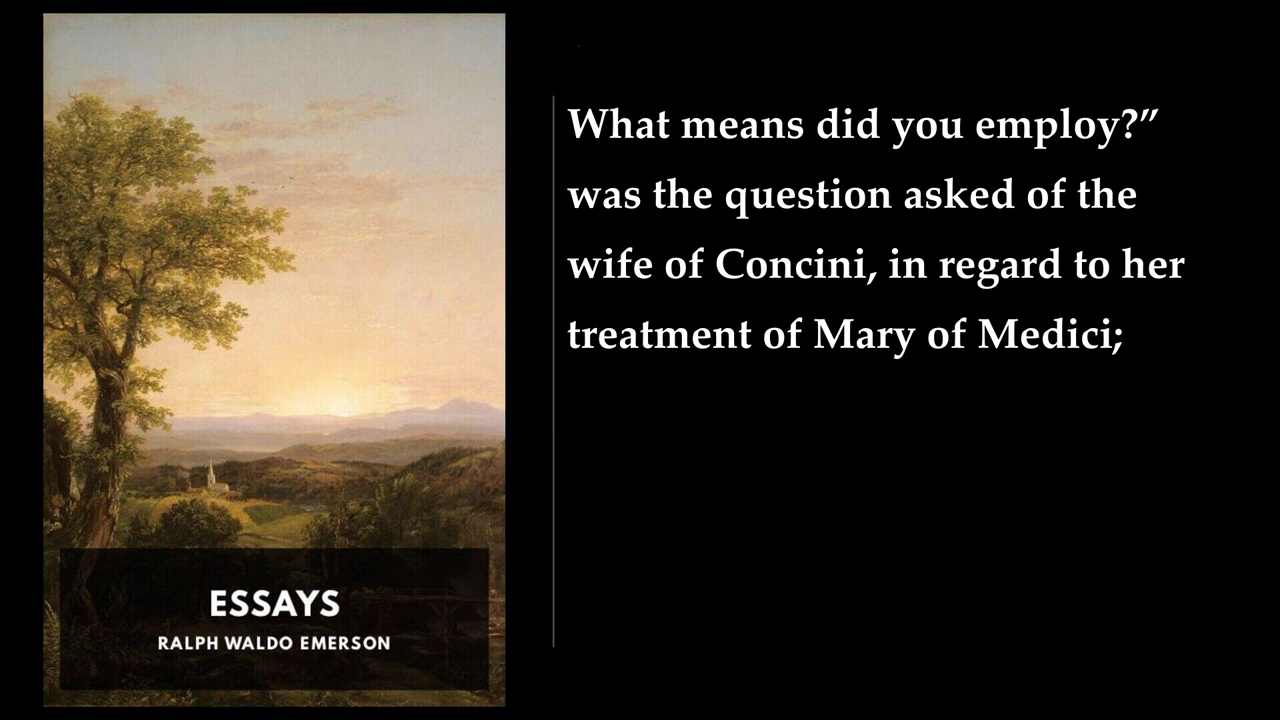 ESSAYS
RALPH WALDO EMERSON
What means did you employ?”
was the question asked of the
wife of Concini, in regard to her
treatment of Mary of Medici;